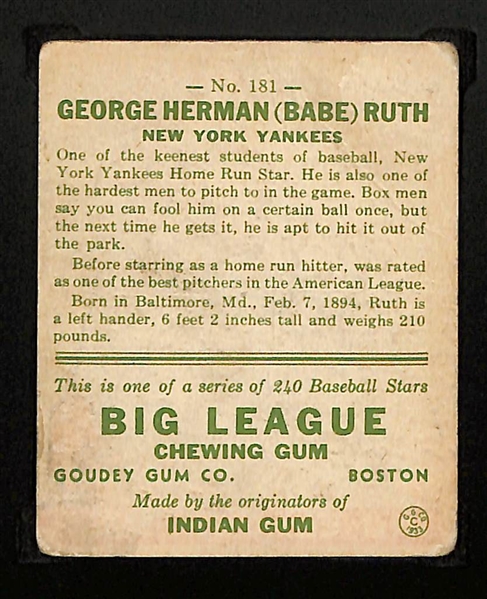 — No. 181 —
GEORGE HERMAN (BABE) RUTH
NEW YORK YANKEES
One of the keenest students of baseball, New
York Yankees Home Run Star. He is also one of
the hardest men to pitch to in the game. Box men
say you can fool him on a certain ball once, but
the next time he gets it, he is apt to hit it out of
the park.
Before starring as a home run hitter, was rated
as one of the best pitchers in the American League.
Born in Baltimore, Md., Feb. 7, 1894, Ruth is
a left hander, 6 feet 2 inches tall and weighs 210
pounds.
This is one of a series of 240 Baseball Stars
BIG LEAGUE
CHEWING GUM
GOUDEY GUM CO. BOSTON
Made by the originators of
INDIAN GUM
G. G. CO.
C
1933